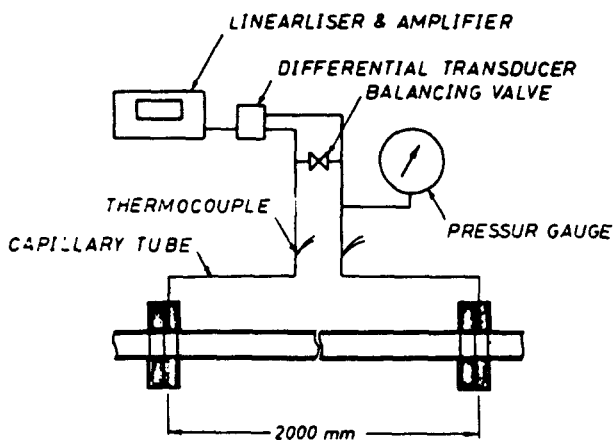 LINEARLISER & AMPLIFIER
DIFFERENTIAL TRANSDUCER
BALANCING VALVE
THERMOCOUPLE
PRESSUR GAUGE
CAPILLARY TUBE
2000 mm